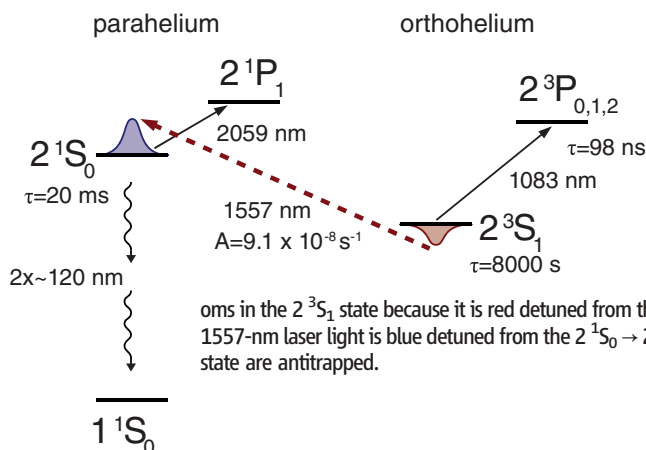 parahelium
orthohelium
2 ¹P₁
2 ³P₀,₁,₂
2059 nm
2 ¹S₀
τ=98 ns
τ=20 ms
1083 nm
1557 nm
2 ³S₁
A=9.1 x 10⁻⁸ s⁻¹
τ=8000 s
2x~120 nm
oms in the 2 ³S₁ state because it is red detuned from th
1557-nm laser light is blue detuned from the 2 ¹S₀ → 2
state are antitrapped.
1 ¹S₀